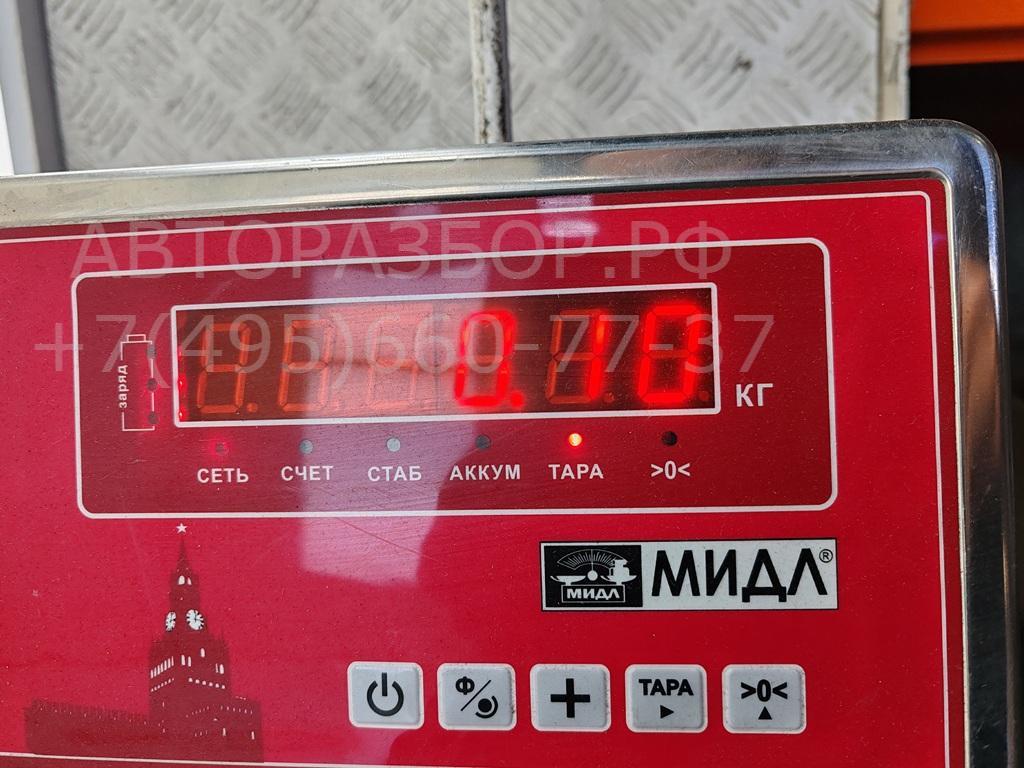 АВТОРАЗБОР.РФ
+7(495)660-77-37
заряд
0.10
КГ
СЕТЬ СЧЕТ СТАБ АККУМ ТАРА >0<
МИДЛ МИДЛ®
Ф ТАРА >0<